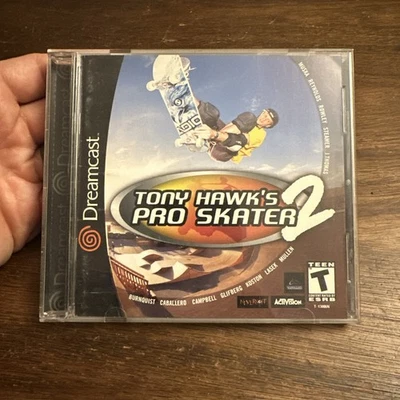 Dreamcast.
TONY HAWK'S
PRO SKATER 2
BURNQUIST CABALLERO CAMPBELL GLIFBERG KOSTON LASEK MULLEN
MUSKA REYNOLDS ROWLEY STEAMER THOMAS
ACTIVISION
TEEN
T
ESRB